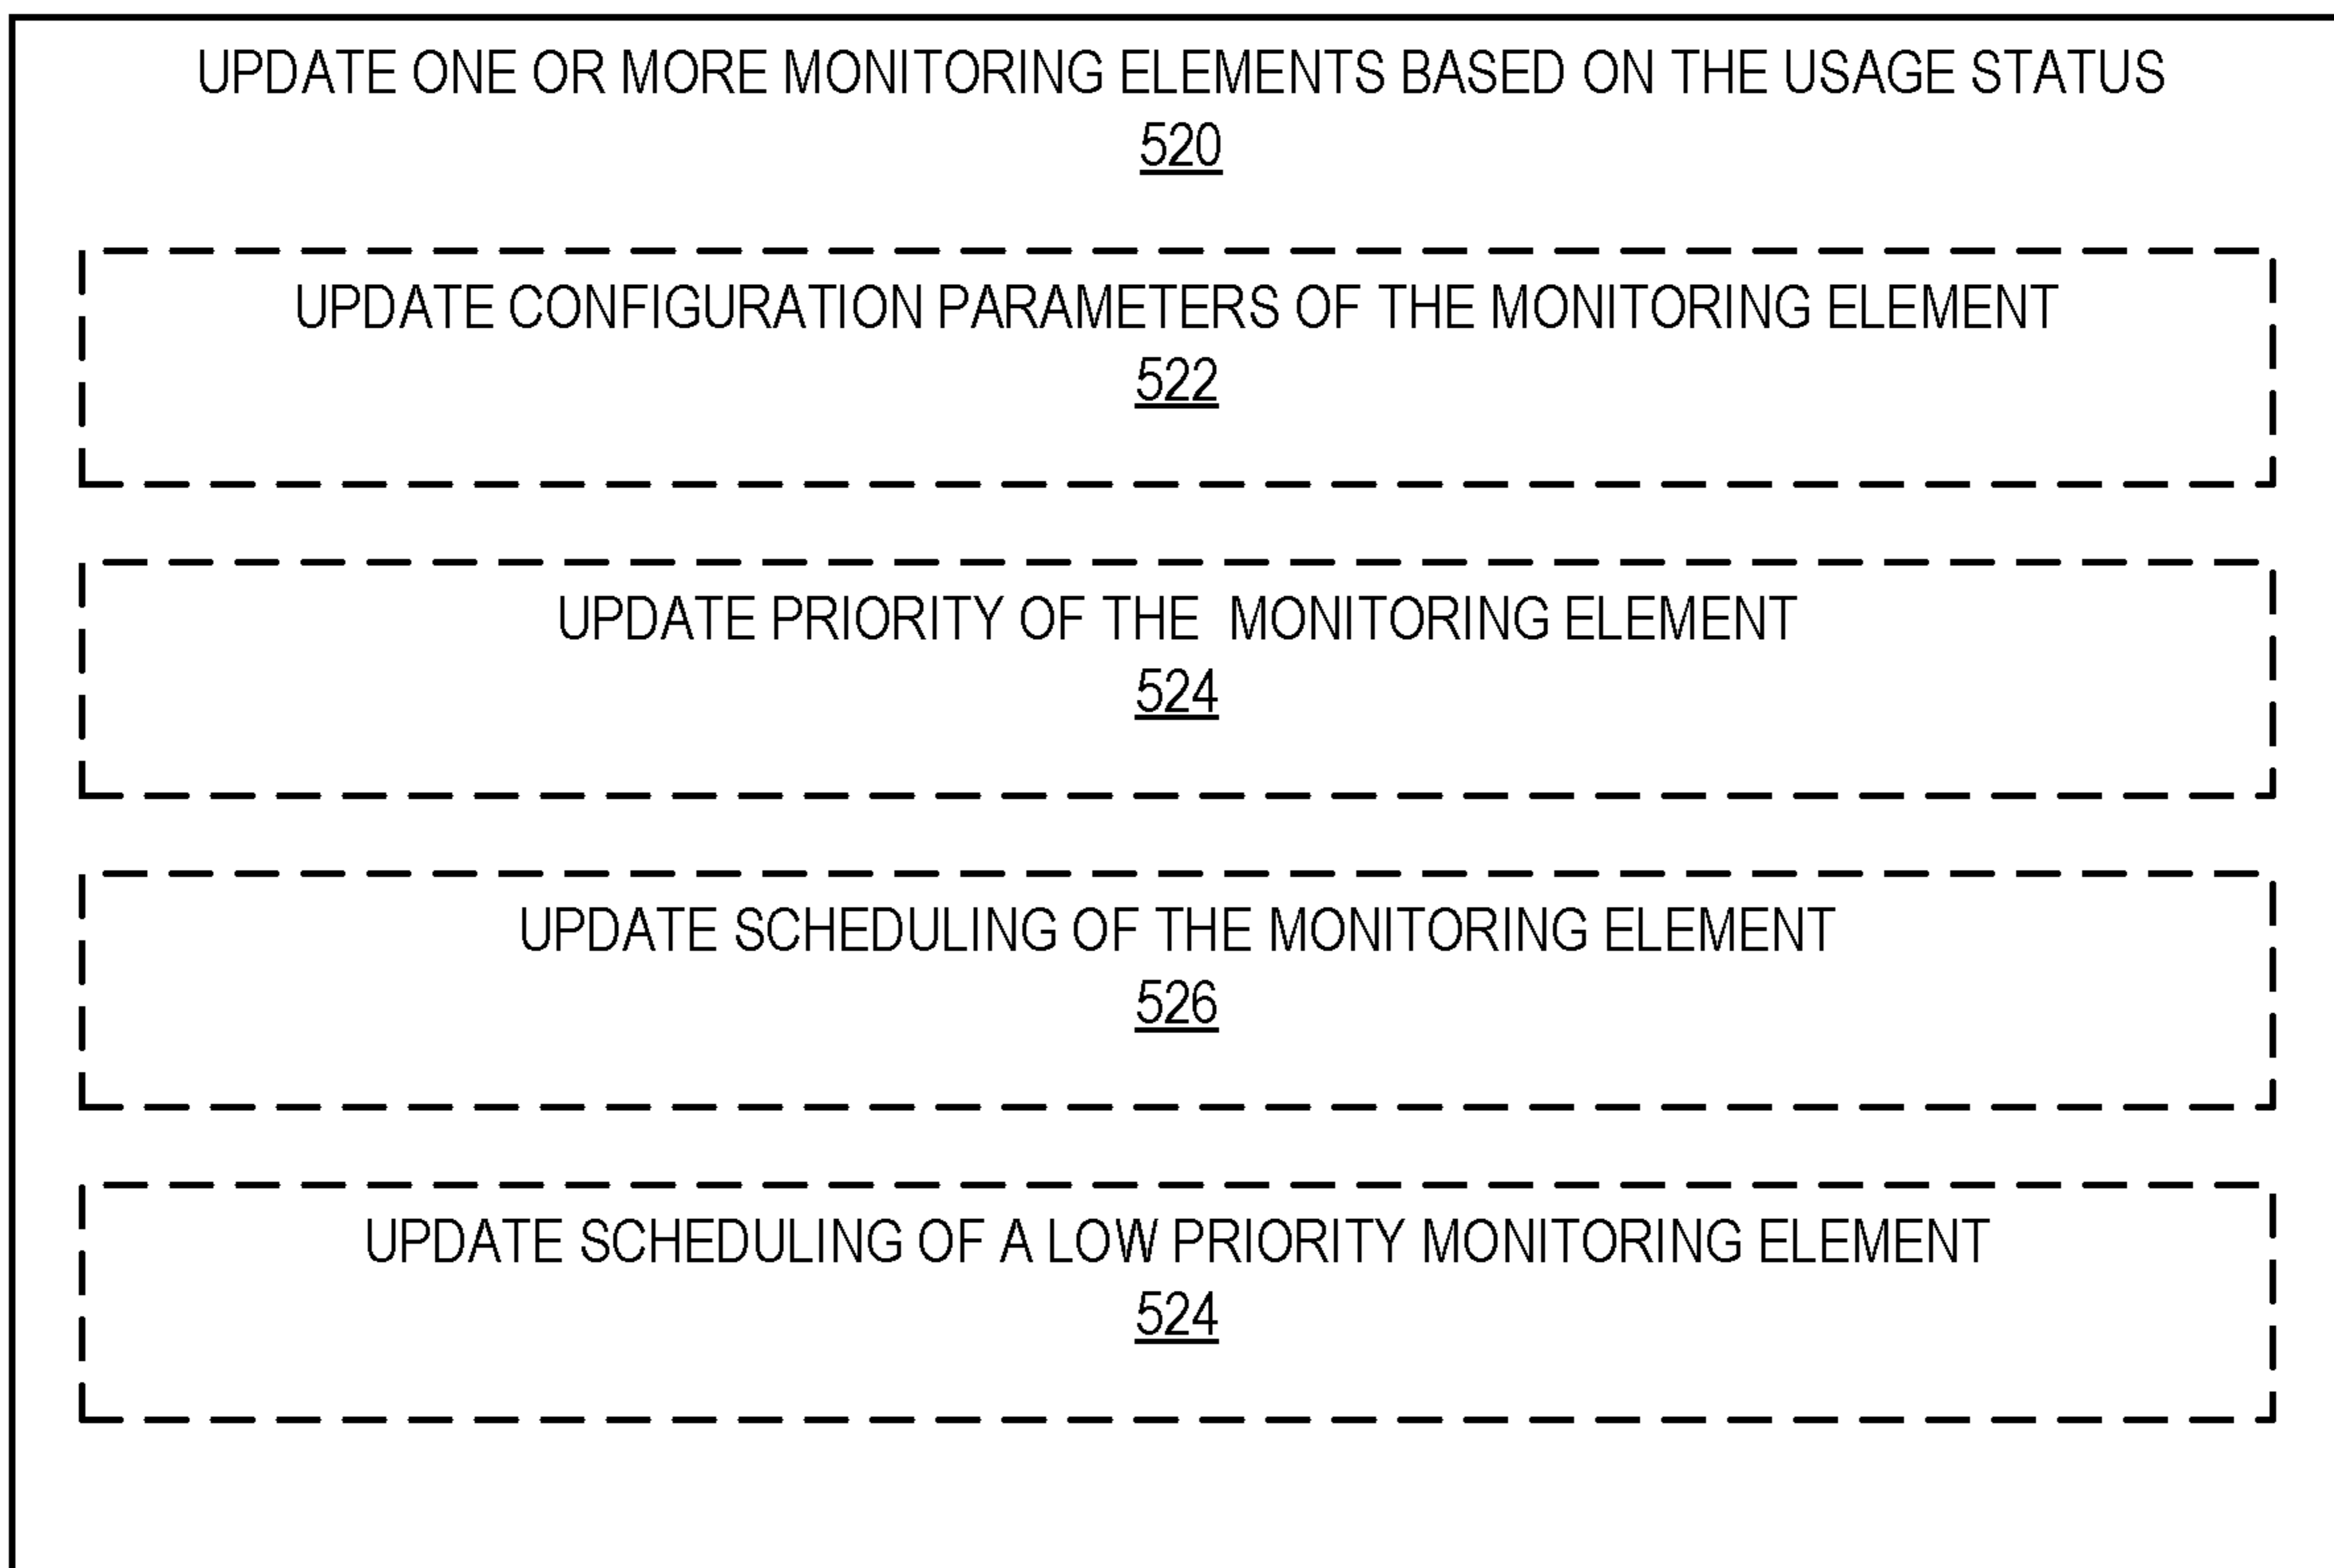 UPDATE ONE OR MORE MONITORING ELEMENTS BASED ON THE USAGE STATUS
520
UPDATE CONFIGURATION PARAMETERS OF THE MONITORING ELEMENT
522
UPDATE PRIORITY OF THE MONITORING ELEMENT
524
UPDATE SCHEDULING OF THE MONITORING ELEMENT
526
UPDATE SCHEDULING OF A LOW PRIORITY MONITORING ELEMENT
524